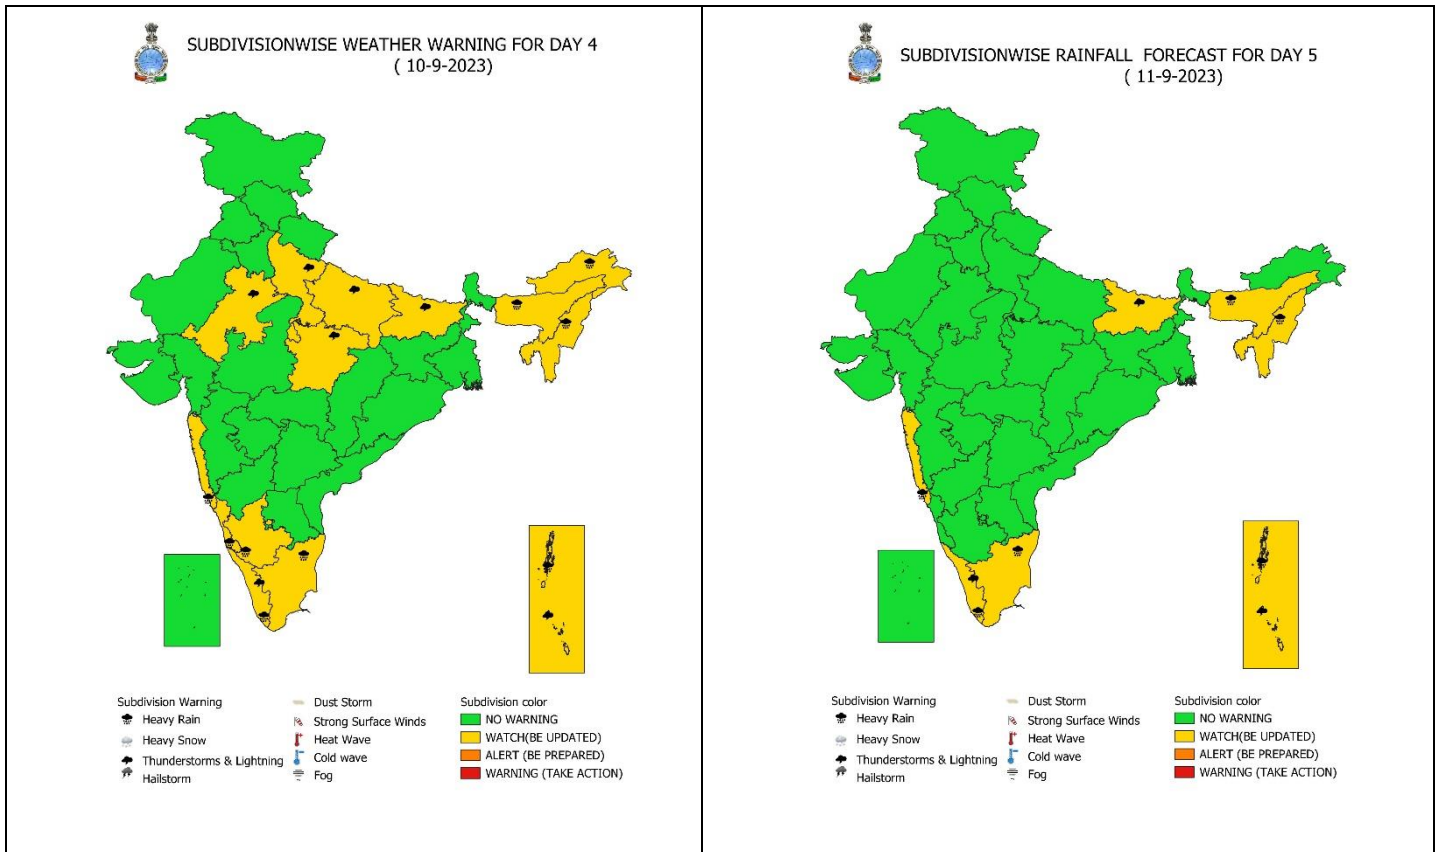 SUBDIVISIONWISE WEATHER WARNING FOR DAY 4
( 10-9-2023)
Subdivision Warning
Heavy Rain
Heavy Snow
Thunderstorms & Lightning
Hailstorm
Dust Storm
Strong Surface Winds
Heat Wave
Cold wave
Fog
Subdivision color
NO WARNING
WATCH(BE UPDATED)
ALERT (BE PREPARED)
WARNING (TAKE ACTION)
SUBDIVISIONWISE RAINFALL FORECAST FOR DAY 5
( 11-9-2023)
Subdivision Warning
Heavy Rain
Heavy Snow
Thunderstorms & Lightning
Hailstorm
Dust Storm
Strong Surface Winds
Heat Wave
Cold wave
Fog
Subdivision color
NO WARNING
WATCH(BE UPDATED)
ALERT (BE PREPARED)
WARNING (TAKE ACTION)